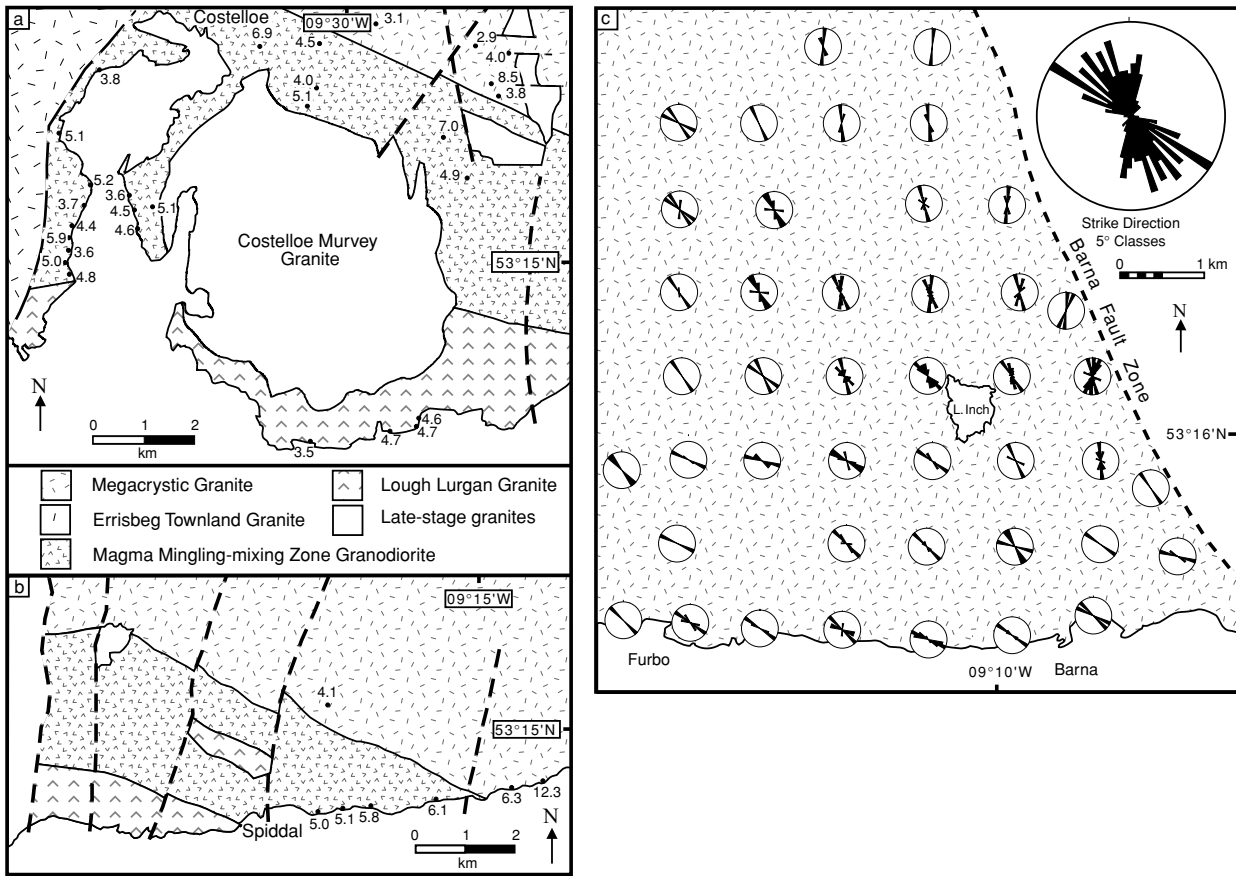 a
Costelloe
09°30'W
3.1
6.9
4.5
2.9
4.0
3.8
4.0
8.5
3.8
5.1
5.1
7.0
5.2
3.6
4.9
3.7
4.5
5.1
4.4
4.6
5.9
3.6
5.0
4.8
Costelloe Murvey
Granite
53°15'N
N
0 1 2
km
4.6
4.7
4.7
3.5
Megacrystic Granite
Lough Lurgan Granite
Errisbeg Townland Granite
Late-stage granites
Magma Mingling-mixing Zone Granodiorite
b
09°15'W
4.1
53°15'N
12.3
6.3
6.1
5.8
5.1
5.0
Spiddal
0 1 2
km
N
c
Strike Direction
5° Classes
0 1 km
N
Barna Fault Zone
L. Inch
53°16'N
Furbo
09°10'W
Barna